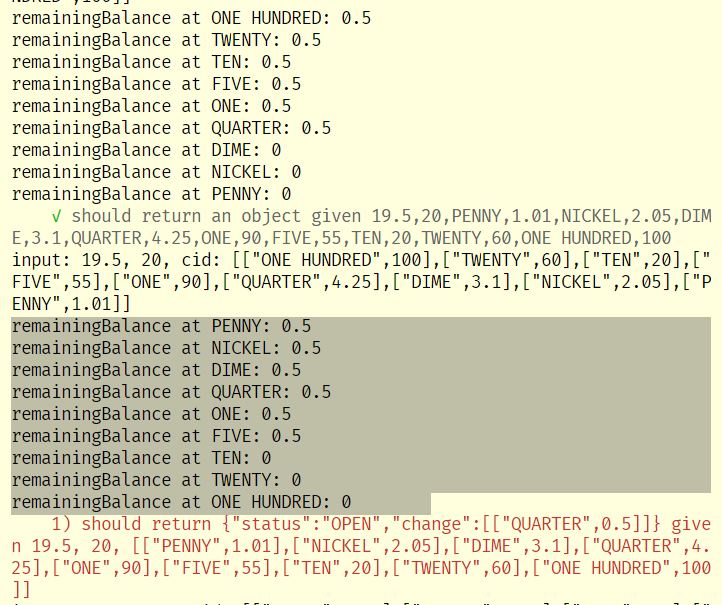 remainingBalance at ONE HUNDRED: 0.5
remainingBalance at TWENTY: 0.5
remainingBalance at TEN: 0.5
remainingBalance at FIVE: 0.5
remainingBalance at ONE: 0.5
remainingBalance at QUARTER: 0.5
remainingBalance at DIME: 0
remainingBalance at NICKEL: 0
remainingBalance at PENNY: 0
√ should return an object given 19.5,20,PENNY,1.01,NICKEL,2.05,DIM
E,3.1,QUARTER,4.25,ONE,90,FIVE,55,TEN,20,TWENTY,60,ONE HUNDRED,100
input: 19.5, 20, cid: [["ONE HUNDRED",100],["TWENTY",60],["TEN",20],["
FIVE",55],["ONE",90],["QUARTER",4.25],["DIME",3.1],["NICKEL",2.05],["P
ENNY",1.01]]
remainingBalance at PENNY: 0.5
remainingBalance at NICKEL: 0.5
remainingBalance at DIME: 0.5
remainingBalance at QUARTER: 0.5
remainingBalance at ONE: 0.5
remainingBalance at FIVE: 0.5
remainingBalance at TEN: 0
remainingBalance at TWENTY: 0
remainingBalance at ONE HUNDRED: 0
1) should return {"status":"OPEN","change":[["QUARTER",0.5]]} give
n 19.5, 20, [["PENNY",1.01],["NICKEL",2.05],["DIME",3.1],["QUARTER",4.
25],["ONE",90],["FIVE",55],["TEN",20],["TWENTY",60],["ONE HUNDRED",100
]]